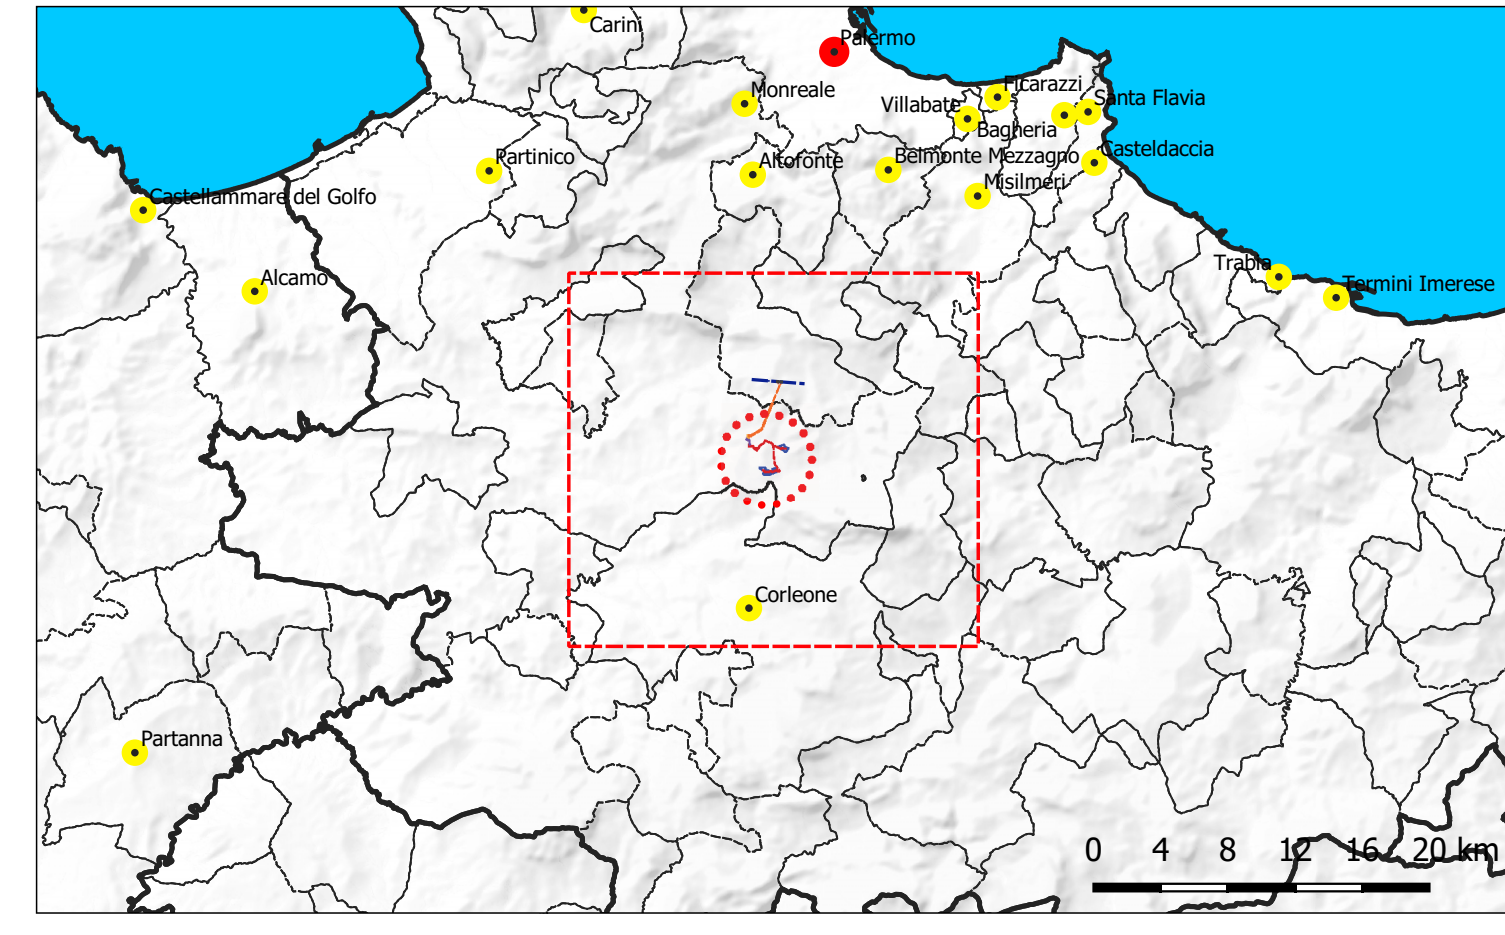 Carini
Palermo
Monreale
Ficarazzi
Villabate
Santa Flavia
Bagheria
Partinico
Altofonte
Belmonte Mezzagno
Casteldaccia
Misilmeri
Castellammare del Golfo
Alcamo
Trabia
Termini Imerese
Corleone
Partanna
0 4 8 12 16 20 km